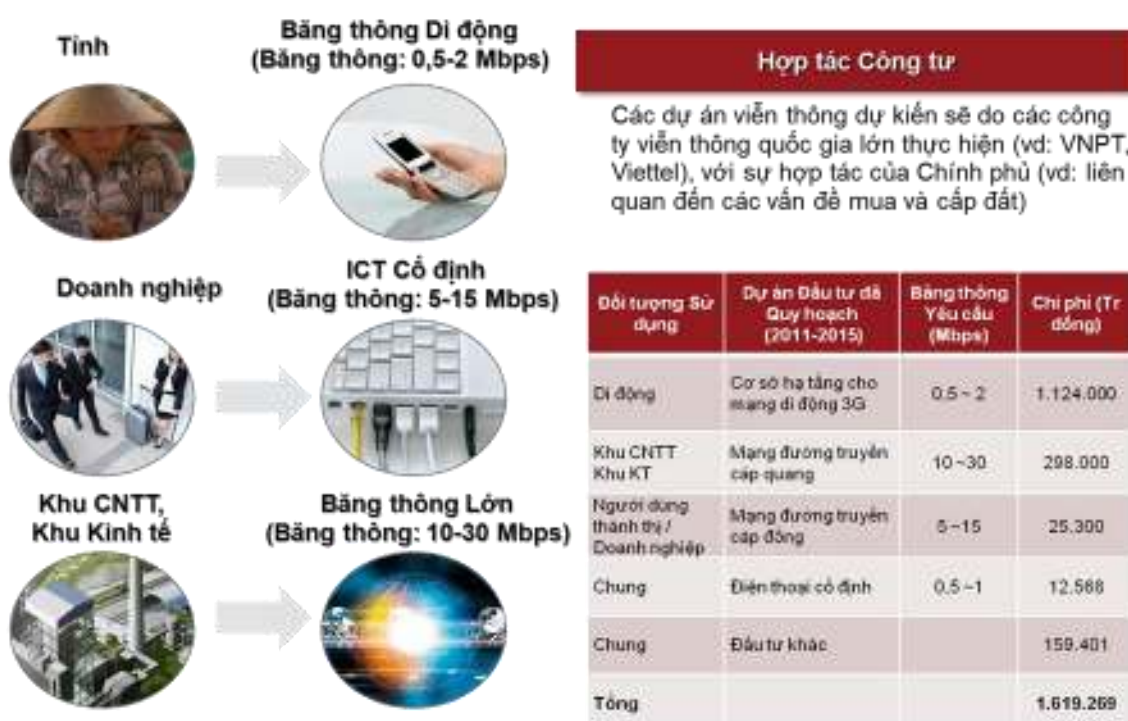 Tỉnh
Băng thông Di động
(Băng thông: 0,5-2 Mbps)
Doanh nghiệp
ICT Cố định
(Băng thông: 5-15 Mbps)
Khu CNTT,
Khu Kinh tế
Băng thông Lớn
(Băng thông: 10-30 Mbps)
Hợp tác Công tư
Các dự án viễn thông dự kiến sẽ do các công
ty viễn thông quốc gia lớn thực hiện (vd: VNPT,
Viettel), với sự hợp tác của Chính phủ (vd: liên
quan đến các vấn đề mua và cấp đất)
Đối tượng Sử
dụng
Dự án Đầu tư đã
Quy hoạch
(2011-2015)
Băng thông
Yêu cầu
(Mbps)
Chi phí (Tr
đồng)
Di động
Cơ sở hạ tầng cho
mạng di động 3G
0.5 ~ 2
1.124.000
Khu CNTT
Khu KT
Mạng đường truyền
cáp quang
10 ~30
298.000
Người dùng
thành thị /
Doanh nghiệp
Mạng đường truyền
cáp đồng
5 ~15
25.300
Chung
Điện thoại cố định
0.5 ~1
12.568
Chung
Đầu tư khác
159.401
Tổng
1.619.269